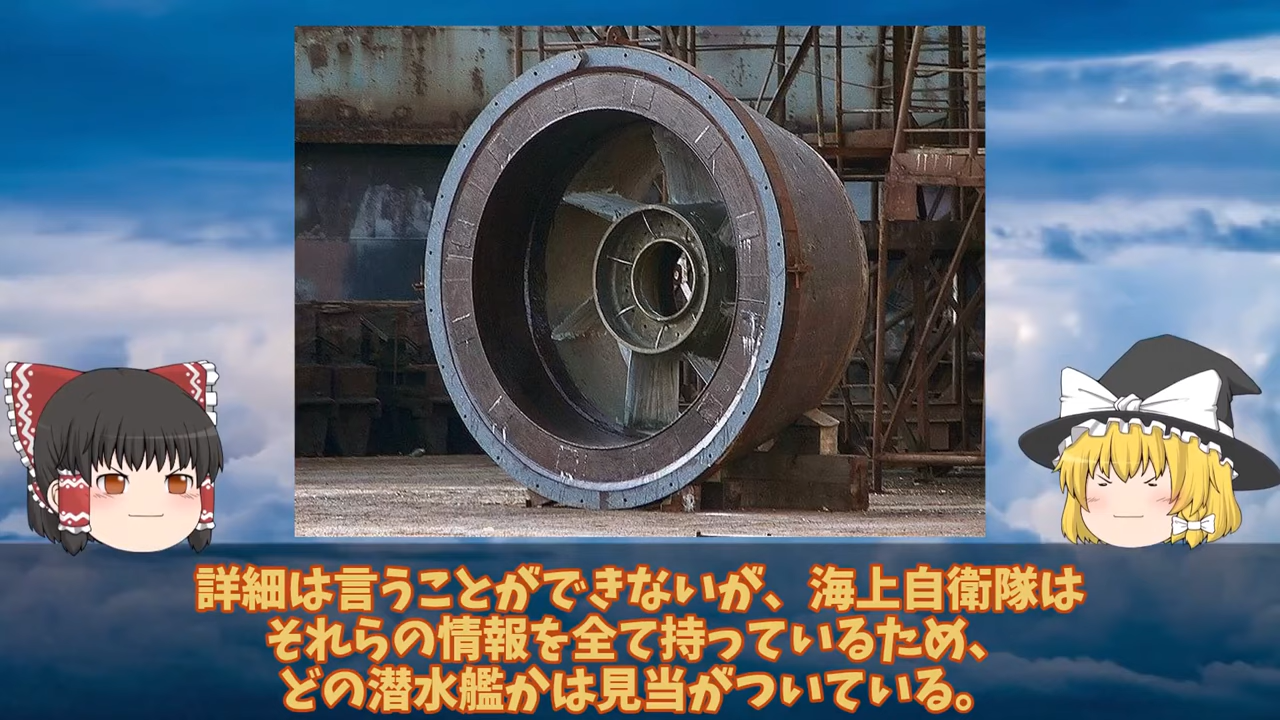 詳細は言うことができないが、海上自衛隊は
それらの情報を全て持っているため、
どの潜水艦かは見当がついている。